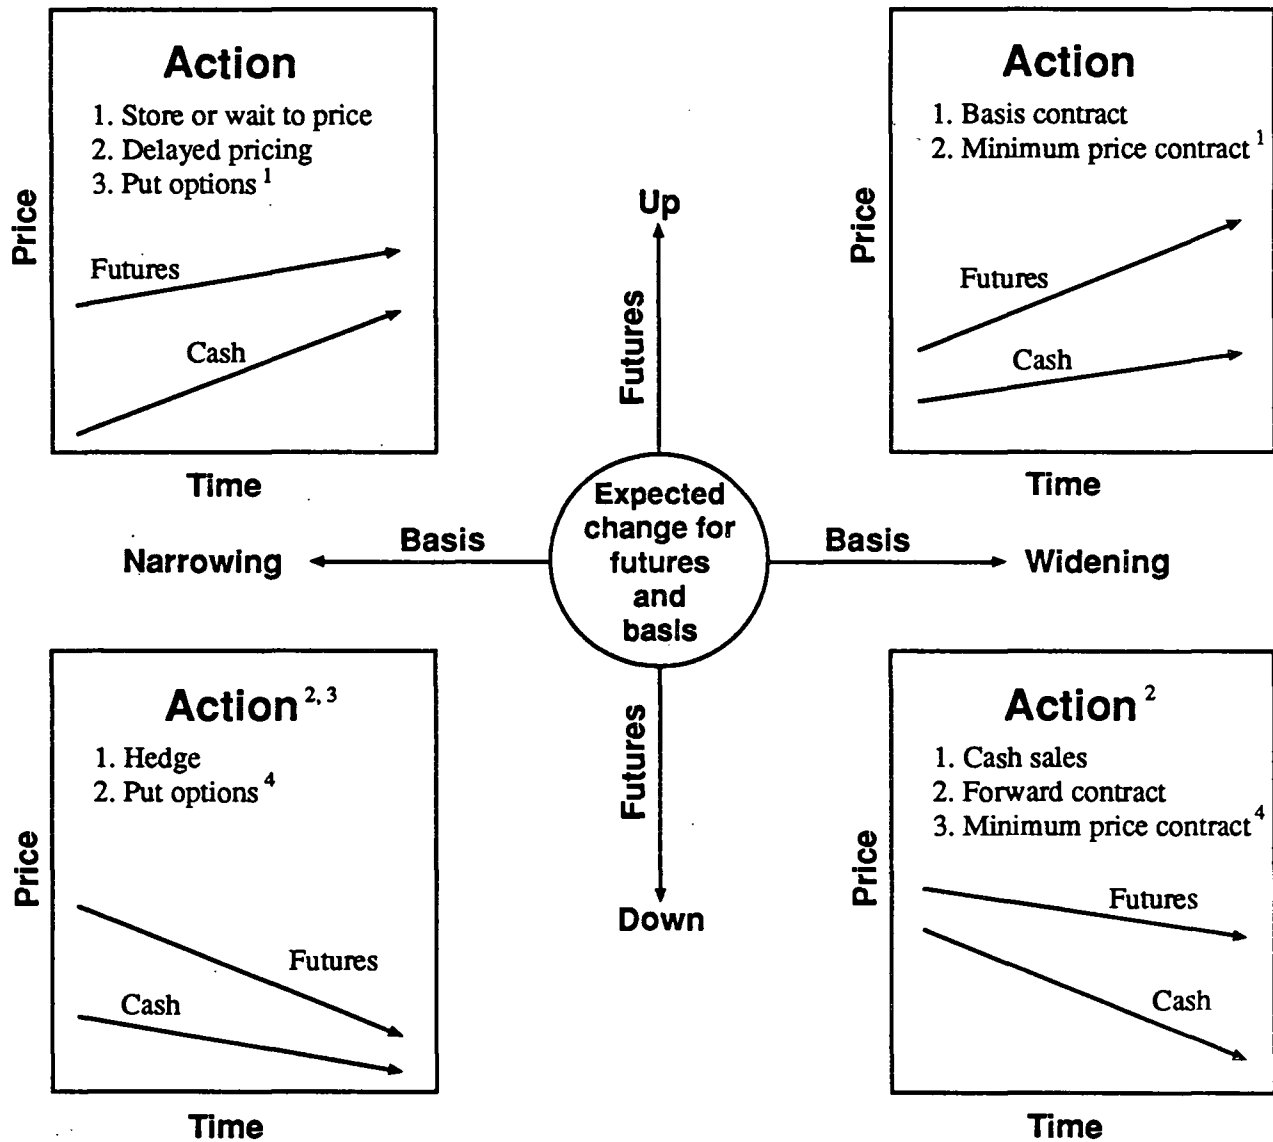 Action
1. Store or wait to price
2. Delayed pricing
3. Put options 1
Futures
Cash
Price
Time
Action
1. Basis contract
2. Minimum price contract 1
Futures
Cash
Price
Time
Up
Futures
Narrowing
Basis
Expected
change for
futures
and
basis
Basis
Widening
Futures
Down
Action 2, 3
1. Hedge
2. Put options 4
Futures
Cash
Price
Time
Action 2
1. Cash sales
2. Forward contract
3. Minimum price contract 4
Futures
Cash
Price
Time